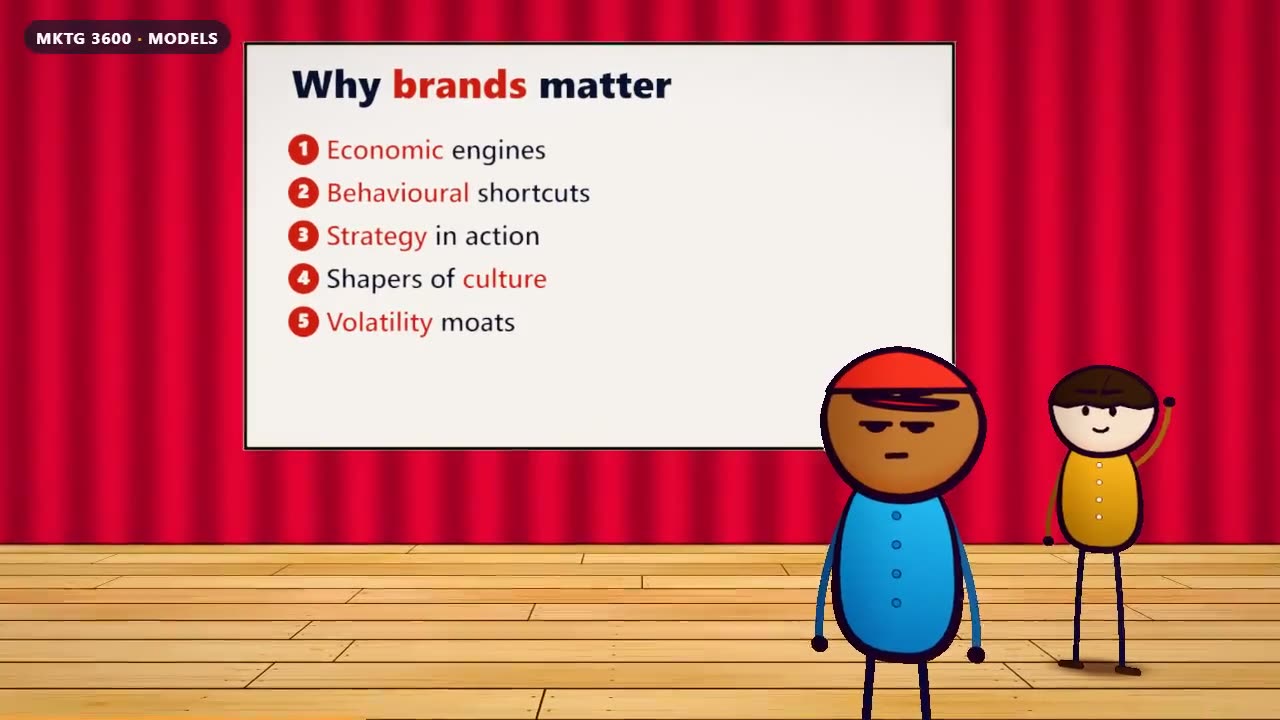 MKTG 3600 · MODELS
Why brands matter
1 Economic engines
2 Behavioural shortcuts
3 Strategy in action
4 Shapers of culture
5 Volatility moats